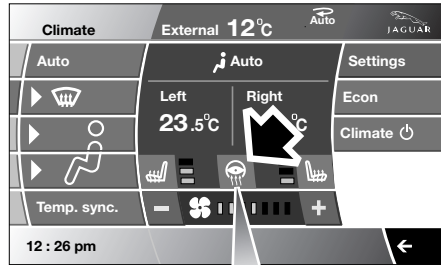 Climate
External 12°C
Auto
JAGUAR
Auto
Auto
Settings
Left
Right
Econ
23.5°C
°C
Climate
Temp. sync.
-
+
12 : 26 pm